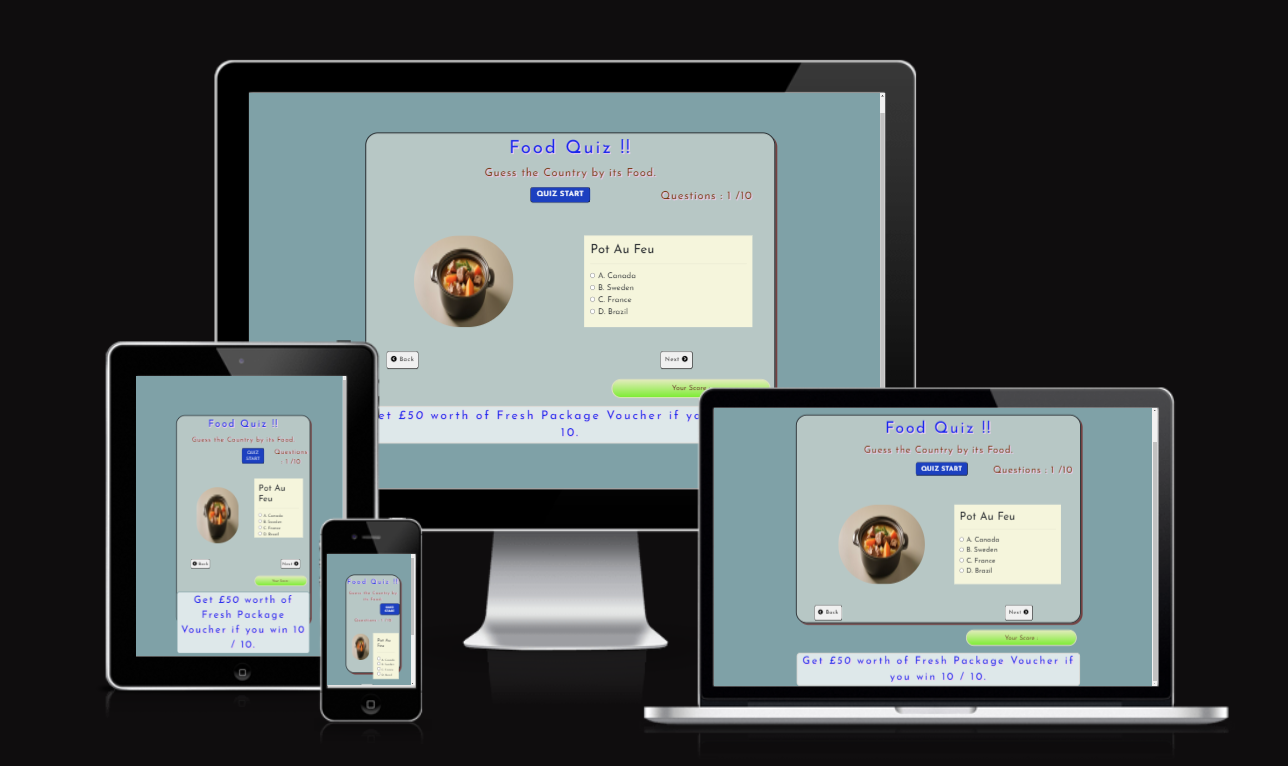 Food Quiz !!
Guess the Country by its Food.
QUIZ START
Questions : 1 /10
Pot Au Feu
A. Canada
B. Sweden
C. France
D. Brazil
Back
Next
Your Score
et £50 worth of Fresh Package Voucher if yo
10.
Food Quiz !!
Guess the Country by its Food.
QUIZ
START
Questions
: 1 /10
Pot Au
Feu
A. Canada
B. Sweden
C. France
D. Brazil
Back
Next
Your Score :
Get £50 worth of
Fresh Package
Voucher if you win 10
/ 10.
Food Quiz !!
Guess the Country by
its Food.
QUIZ
START
Questions : 1 /10
Pot Au
Feu
A. Canada
B. Sweden
C. France
D. Brazil
Food Quiz !!
Guess the Country by its Food.
QUIZ START
Questions : 1 /10
Pot Au Feu
A. Canada
B. Sweden
C. France
D. Brazil
Back
Next
Your Score :
Get £50 worth of Fresh Package Voucher if
you win 10 / 10.